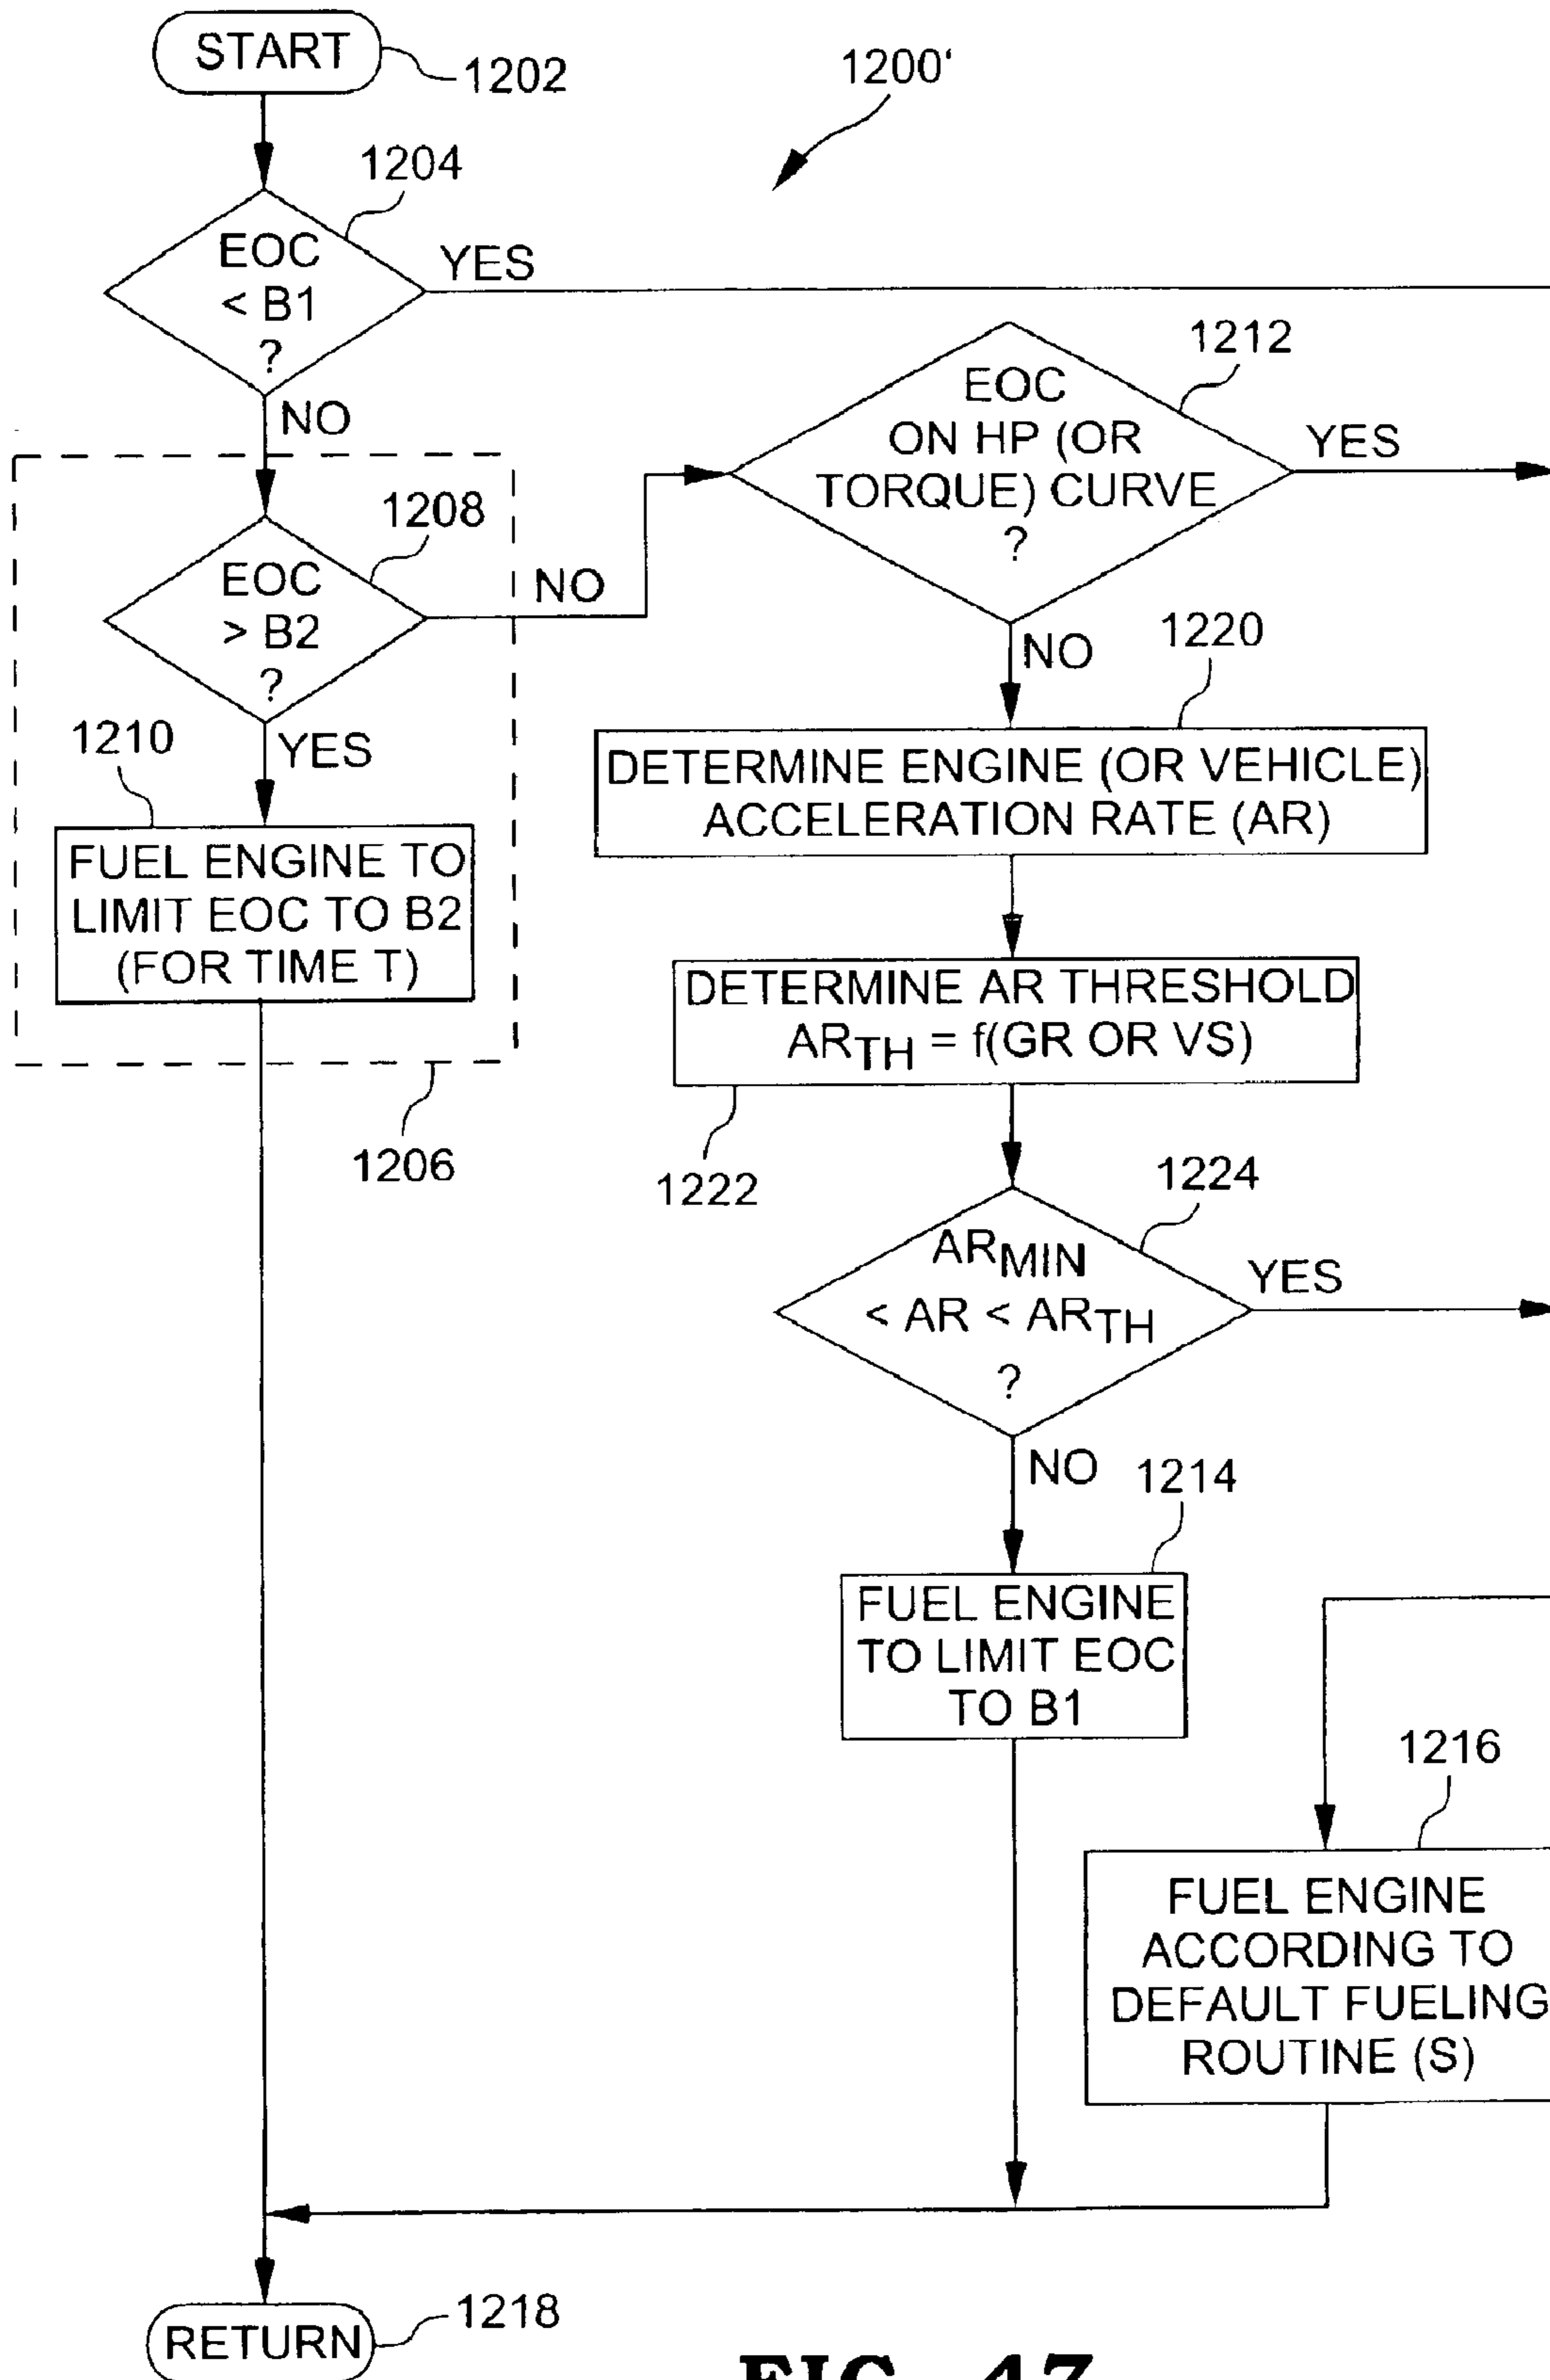 START
1202
1200'
1204
EOC
< B1
?
YES
NO
1212
EOC
ON HP (OR
TORQUE) CURVE
?
YES
1208
EOC
> B2
?
NO
NO
1220
1210
YES
DETERMINE ENGINE (OR VEHICLE)
ACCELERATION RATE (AR)
FUEL ENGINE TO
LIMIT EOC TO B2
(FOR TIME T)
DETERMINE AR THRESHOLD
ARTH = f(GR OR VS)
1206
1222
1224
ARMIN
< AR < ARTH
?
YES
NO
1214
FUEL ENGINE
TO LIMIT EOC
TO B1
1216
FUEL ENGINE
ACCORDING TO
DEFAULT FUELING
ROUTINE (S)
RETURN
1218
FIG. 47